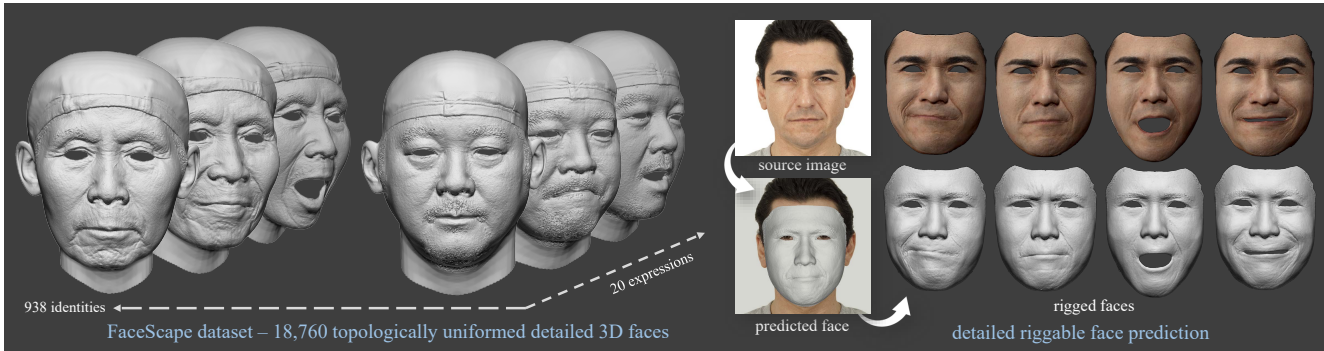 938 identities
20 expressions
FaceScape dataset – 18,760 topologically uniformed detailed 3D faces
source image
predicted face
rigged faces
detailed riggable face prediction